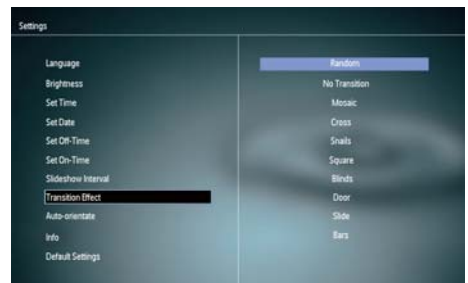 Settings
Language
Brightness
Set Time
Set Date
Set Off-Time
Set On-Time
Slideshow Interval
Transition Effect
Auto-orientate
Info
Default Settings
Random
No Transition
Mosaic
Cross
Snails
Square
Blinds
Door
Slide
Bars